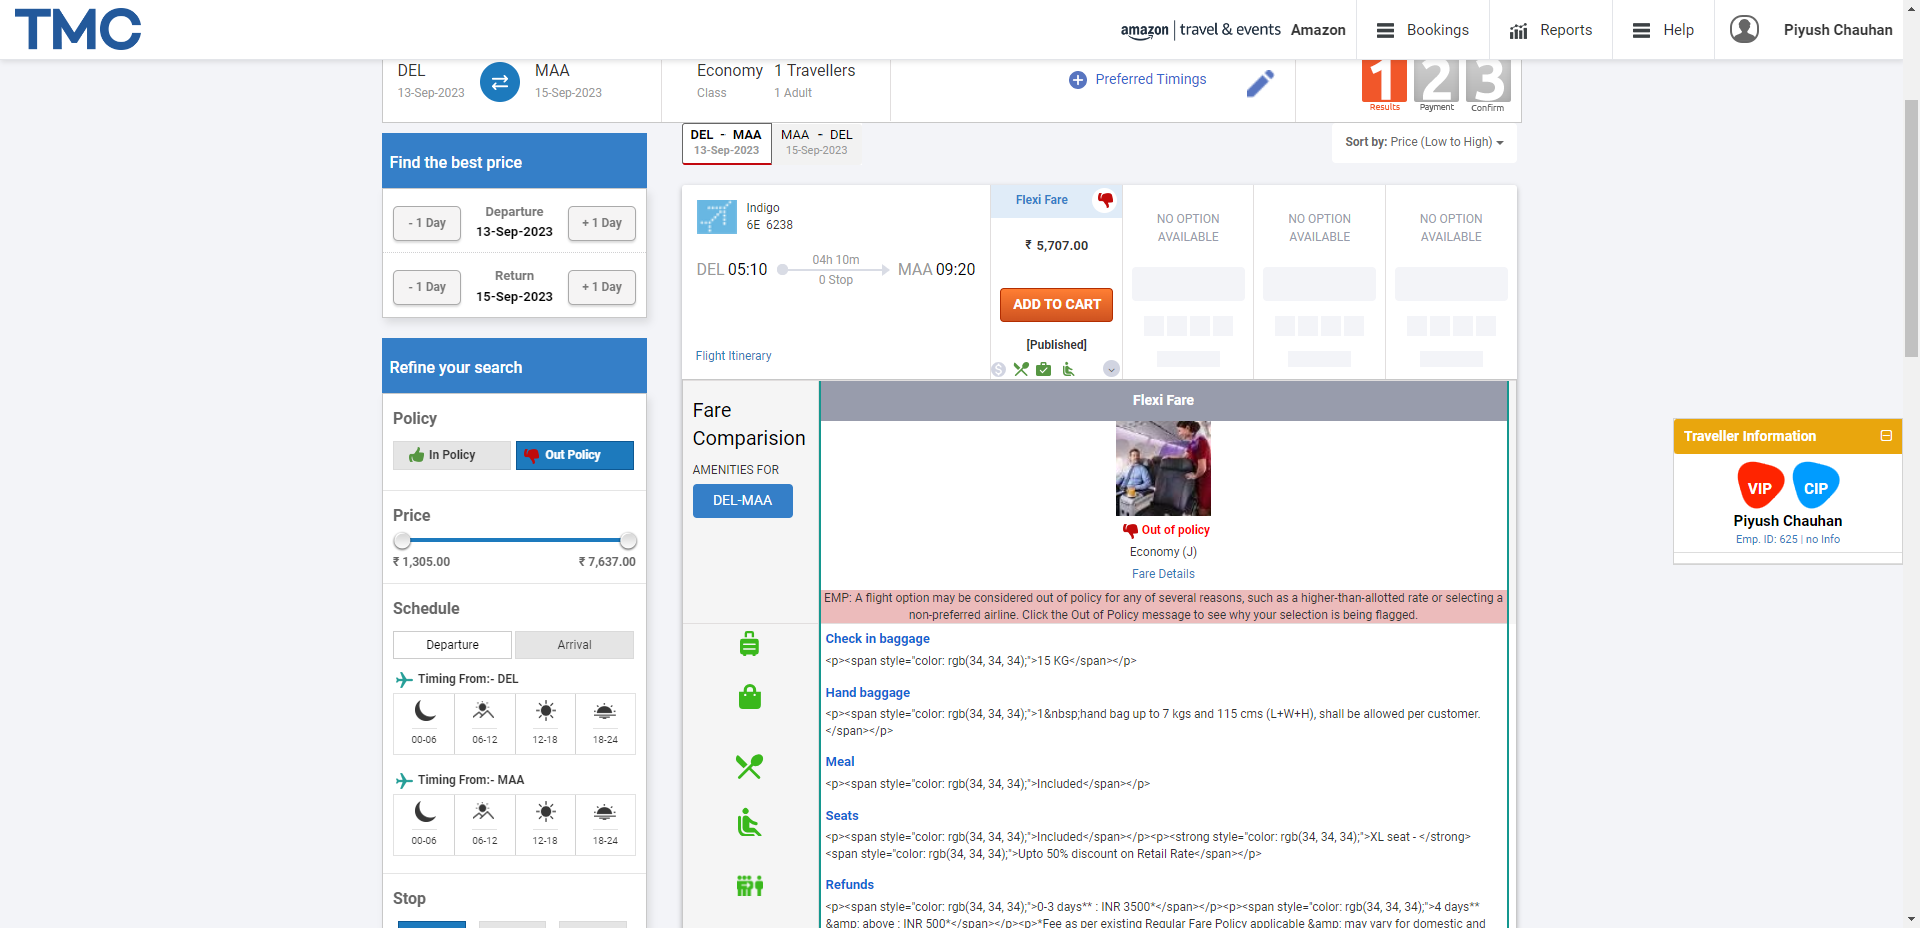 TMC
amazon travel & events Amazon
Bookings
Reports
Help
Piyush Chauhan
DEL
13-Sep-2023
MAA
15-Sep-2023
Economy
Class
1 Travellers
1 Adult
Preferred Timings
1 2 3
Results Payment Confirm
Find the best price
- 1 Day
Departure
13-Sep-2023
+ 1 Day
- 1 Day
Return
15-Sep-2023
+ 1 Day
Refine your search
Policy
In Policy
Out Policy
Price
₹ 1,305.00 ₹ 7,637.00
Schedule
Departure Arrival
Timing From:- DEL
00-06 06-12 12-18 18-24
Timing From:- MAA
00-06 06-12 12-18 18-24
Stop
DEL - MAA
13-Sep-2023
MAA - DEL
15-Sep-2023
Sort by: Price (Low to High)
Indigo
6E 6238
DEL 05:10
04h 10m
0 Stop
MAA 09:20
Flight Itinerary
Flexi Fare
₹ 5,707.00
ADD TO CART
[Published]
NO OPTION
AVAILABLE
NO OPTION
AVAILABLE
NO OPTION
AVAILABLE
Fare
Comparision
AMENITIES FOR
DEL-MAA
Flexi Fare
Out of policy
Economy (J)
Fare Details
EMP: A flight option may be considered out of policy for any of several reasons, such as a higher-than-allotted rate or selecting a
non-preferred airline. Click the Out of Policy message to see why your selection is being flagged.
Check in baggage
<p><span style="color: rgb(34, 34, 34);">15 KG</span></p>
Hand baggage
<p><span style="color: rgb(34, 34, 34);">1&nbsp;hand bag up to 7 kgs and 115 cms (L+W+H), shall be allowed per customer.
</span></p>
Meal
<p><span style="color: rgb(34, 34, 34);">Included</span></p>
Seats
<p><span style="color: rgb(34, 34, 34);">Included</span></p><p><strong style="color: rgb(34, 34, 34);">XL seat - </strong>
<span style="color: rgb(34, 34, 34);">Upto 50% discount on Retail Rate</span></p>
Refunds
<p><span style="color: rgb(34, 34, 34);">0-3 days** : INR 3500*</span></p><p><span style="color: rgb(34, 34, 34);">4 days**
&amp; above : INR 500*</span></p><p>*Fee as per existing Regular Fare Policy applicable &amp; may vary for domestic and
Traveller Information
VIP CIP
Piyush Chauhan
Emp. ID: 625 | no Info